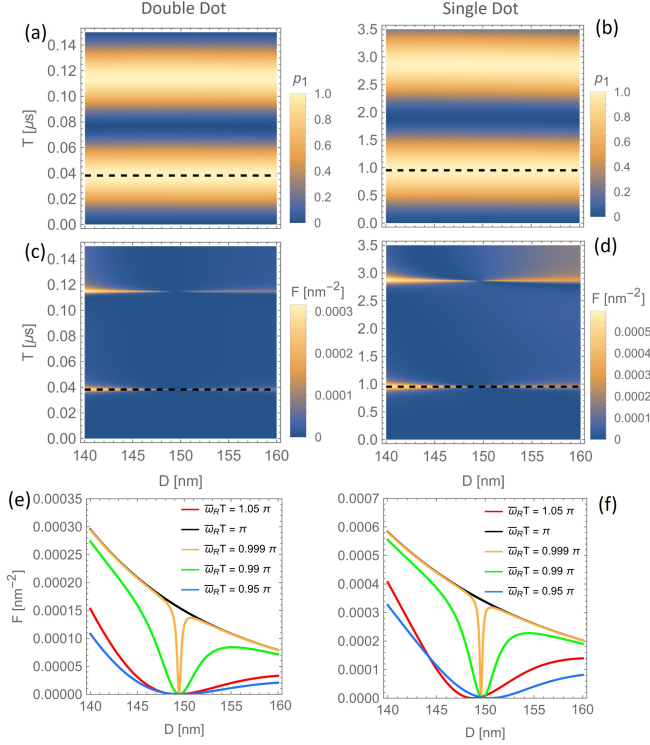 Double Dot
Single Dot
(a)
0.14
0.12
0.10
0.08
0.06
0.04
0.02
0.00
T [μs]
p1
1.0
0.8
0.6
0.4
0.2
0
(b)
3.5
3.0
2.5
2.0
1.5
1.0
0.5
0.0
T [μs]
p1
1.0
0.8
0.6
0.4
0.2
0
(c)
0.14
0.12
0.10
0.08
0.06
0.04
0.02
0.00
T [μs]
140 145 150 155 160
D [nm]
F [nm−2]
0.0003
0.0002
0.0001
0
(d)
3.5
3.0
2.5
2.0
1.5
1.0
0.5
0.0
140 145 150 155 160
D [nm]
F [nm−2]
0.0005
0.0004
0.0003
0.0002
0.0001
0
(e)
0.00035
0.00030
0.00025
0.00020
0.00015
0.00010
0.00005
0.00000
F [nm−2]
ω̅RT = 1.05 π
ω̅RT = π
ω̅RT = 0.999 π
ω̅RT = 0.99 π
ω̅RT = 0.95 π
140 145 150 155 160
D [nm]
(f)
0.0007
0.0006
0.0005
0.0004
0.0003
0.0002
0.0001
0.0000
ω̅RT = 1.05 π
ω̅RT = π
ω̅RT = 0.999 π
ω̅RT = 0.99 π
ω̅RT = 0.95 π
140 145 150 155 160
D [nm]